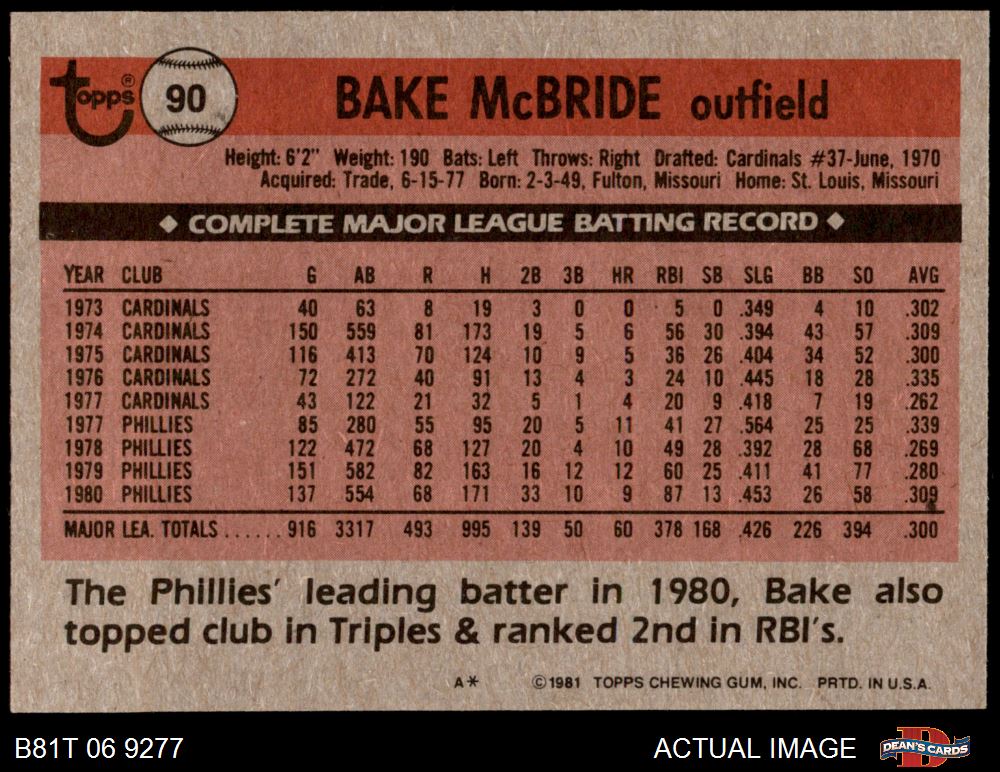 Topps® 90 BAKE McBRIDE outfield
Height: 6'2" Weight: 190 Bats: Left Throws: Right Drafted: Cardinals #37-June, 1970
Acquired: Trade, 6-15-77 Born: 2-3-49, Fulton, Missouri Home: St. Louis, Missouri
◆ COMPLETE MAJOR LEAGUE BATTING RECORD ◆
YEAR CLUB G AB R H 2B 3B HR RBI SB SLG BB SO AVG
1973 CARDINALS 40 63 8 19 3 0 0 5 0 .349 4 10 .302
1974 CARDINALS 150 559 81 173 19 5 6 56 30 .394 43 57 .309
1975 CARDINALS 116 413 70 124 10 9 5 36 26 .404 34 52 .300
1976 CARDINALS 72 272 40 91 13 4 3 24 10 .445 18 28 .335
1977 CARDINALS 43 122 21 32 5 1 4 20 9 .418 7 19 .262
1977 PHILLIES 85 280 55 95 20 5 11 41 27 .564 25 25 .339
1978 PHILLIES 122 472 68 127 20 4 10 49 28 .392 28 68 .269
1979 PHILLIES 151 582 82 163 16 12 12 60 25 .411 41 77 .280
1980 PHILLIES 137 554 68 171 33 10 9 87 13 .453 26 58 .309
MAJOR LEA. TOTALS ...... 916 3317 493 995 139 50 60 378 168 .426 226 394 .300
The Phillies' leading batter in 1980, Bake also
topped club in Triples & ranked 2nd in RBI's.
A* ©1981 TOPPS CHEWING GUM, INC. PRTD. IN U.S.A.
B81T 06 9277 ACTUAL IMAGE DEAN'S CARDS